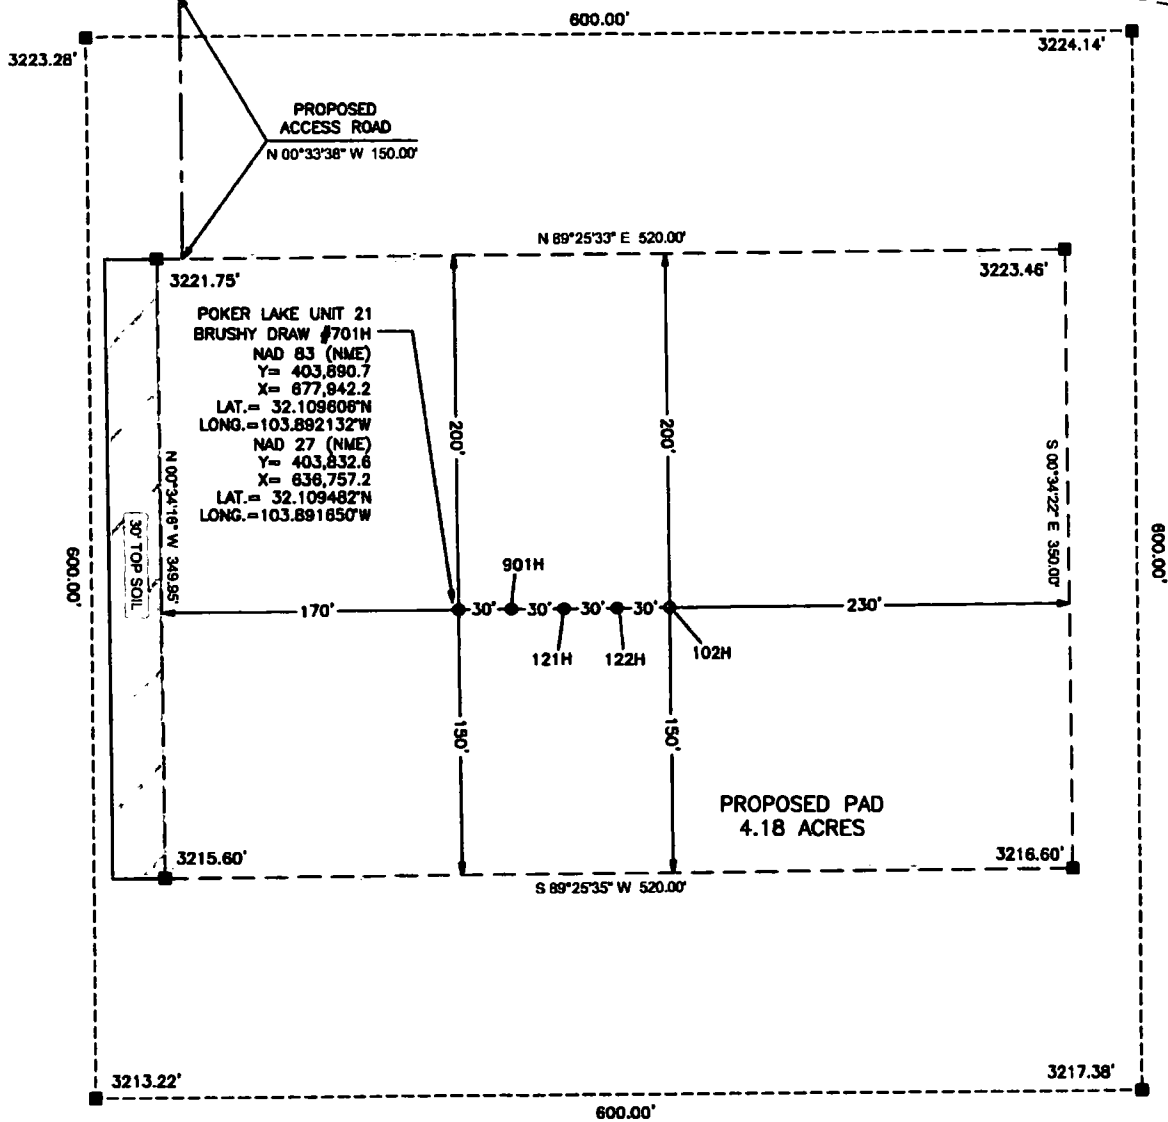 600.00'
3223.28'
3224.14'
PROPOSED
ACCESS ROAD
N 00°33'38" W 150.00'
N 89°25'33" E 520.00'
3221.75'
3223.46'
POKER LAKE UNIT 21
BRUSHY DRAW #701H
NAD 83 (NME)
Y= 403,890.7
X= 677,942.2
LAT.= 32.109606°N
LONG.=103.892132°W
NAD 27 (NME)
Y= 403,832.6
X= 636,757.2
LAT.= 32.109482°N
LONG.=103.891650°W
200'
200'
N 00°34'16" W 349.95'
S 00°34'22" E 350.00'
30' TOP SOIL
600.00'
600.00'
901H
170'
30'
30'
30'
30'
230'
121H
122H
102H
150'
150'
PROPOSED PAD
4.18 ACRES
3215.60'
3216.60'
S 89°25'35" W 520.00'
3213.22'
3217.38'
600.00'